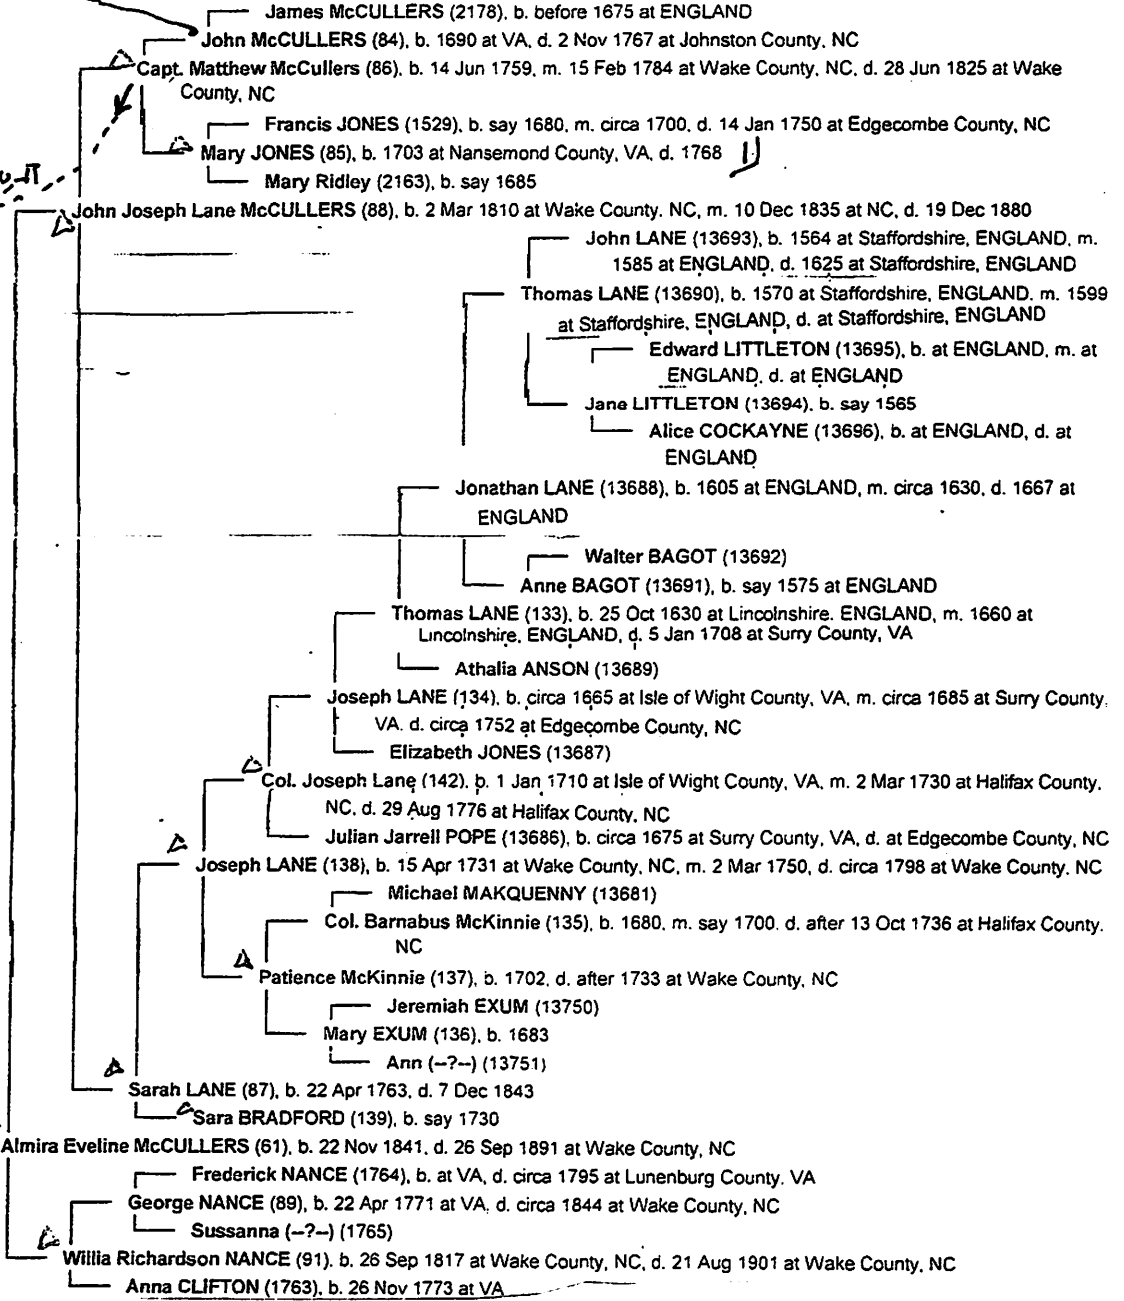 James McCULLERS (2178), b. before 1675 at ENGLAND
John McCULLERS (84), b. 1690 at VA, d. 2 Nov 1767 at Johnston County, NC
Capt. Matthew McCullers (86), b. 14 Jun 1759, m. 15 Feb 1784 at Wake County, NC, d. 28 Jun 1825 at Wake
County, NC
Francis JONES (1529), b. say 1680, m. circa 1700, d. 14 Jan 1750 at Edgecombe County, NC
Mary JONES (85), b. 1703 at Nansemond County, VA, d. 1768
Mary Ridley (2163), b. say 1685
John Joseph Lane McCULLERS (88), b. 2 Mar 1810 at Wake County, NC, m. 10 Dec 1835 at NC, d. 19 Dec 1880
John LANE (13693), b. 1564 at Staffordshire, ENGLAND, m.
1585 at ENGLAND, d. 1625 at Staffordshire, ENGLAND
Thomas LANE (13690), b. 1570 at Staffordshire, ENGLAND, m. 1599
at Staffordshire, ENGLAND, d. at Staffordshire, ENGLAND
Edward LITTLETON (13695), b. at ENGLAND, m. at
ENGLAND, d. at ENGLAND
Jane LITTLETON (13694), b. say 1565
Alice COCKAYNE (13696), b. at ENGLAND, d. at
ENGLAND
Jonathan LANE (13688), b. 1605 at ENGLAND, m. circa 1630, d. 1667 at
ENGLAND
Walter BAGOT (13692)
Anne BAGOT (13691), b. say 1575 at ENGLAND
Thomas LANE (133), b. 25 Oct 1630 at Lincolnshire, ENGLAND, m. 1660 at
Lincolnshire, ENGLAND, d. 5 Jan 1708 at Surry County, VA
Athalia ANSON (13689)
Joseph LANE (134), b. circa 1665 at Isle of Wight County, VA, m. circa 1685 at Surry County,
VA, d. circa 1752 at Edgecombe County, NC
Elizabeth JONES (13687)
Col. Joseph Lane (142), b. 1 Jan 1710 at Isle of Wight County, VA, m. 2 Mar 1730 at Halifax County,
NC, d. 29 Aug 1776 at Halifax County, NC
Julian Jarrell POPE (13686), b. circa 1675 at Surry County, VA, d. at Edgecombe County, NC
Joseph LANE (138), b. 15 Apr 1731 at Wake County, NC, m. 2 Mar 1750, d. circa 1798 at Wake County, NC
Michael MAKQUENNY (13681)
Col. Barnabus McKinnie (135), b. 1680, m. say 1700, d. after 13 Oct 1736 at Halifax County,
NC
Patience McKinnie (137), b. 1702, d. after 1733 at Wake County, NC
Jeremiah EXUM (13750)
Mary EXUM (136), b. 1683
Ann (--?--) (13751)
Sarah LANE (87), b. 22 Apr 1763, d. 7 Dec 1843
Sara BRADFORD (139), b. say 1730
Almira Eveline McCULLERS (61), b. 22 Nov 1841, d. 26 Sep 1891 at Wake County, NC
Frederick NANCE (1764), b. at VA, d. circa 1795 at Lunenburg County, VA
George NANCE (89), b. 22 Apr 1771 at VA, d. circa 1844 at Wake County, NC
Sussanna (--?--) (1765)
Willia Richardson NANCE (91), b. 26 Sep 1817 at Wake County, NC, d. 21 Aug 1901 at Wake County, NC
Anna CLIFTON (1763), b. 26 Nov 1773 at VA